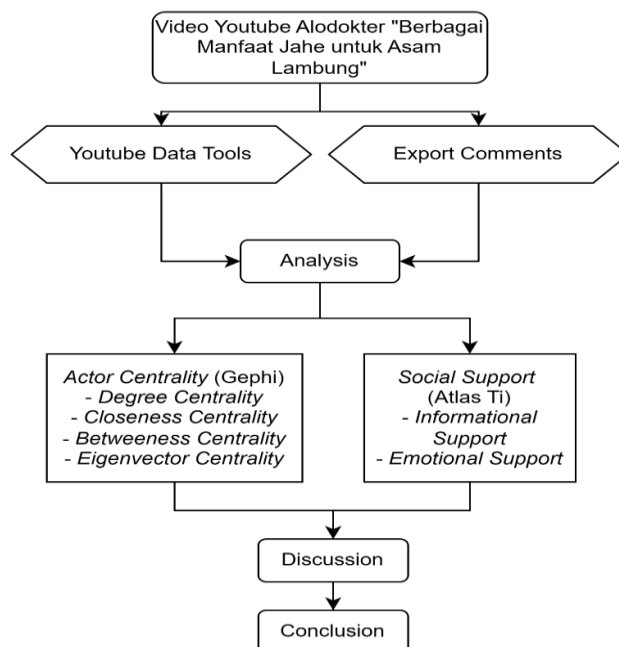 Video Youtube Alodokter "Berbagai
Manfaat Jahe untuk Asam
Lambung"
Youtube Data Tools
Export Comments
Analysis
Actor Centrality (Gephi)
- Degree Centrality
- Closeness Centrality
- Betweeness Centrality
- Eigenvector Centrality
Social Support
(Atlas Ti)
- Informational
Support
- Emotional Support
Discussion
Conclusion